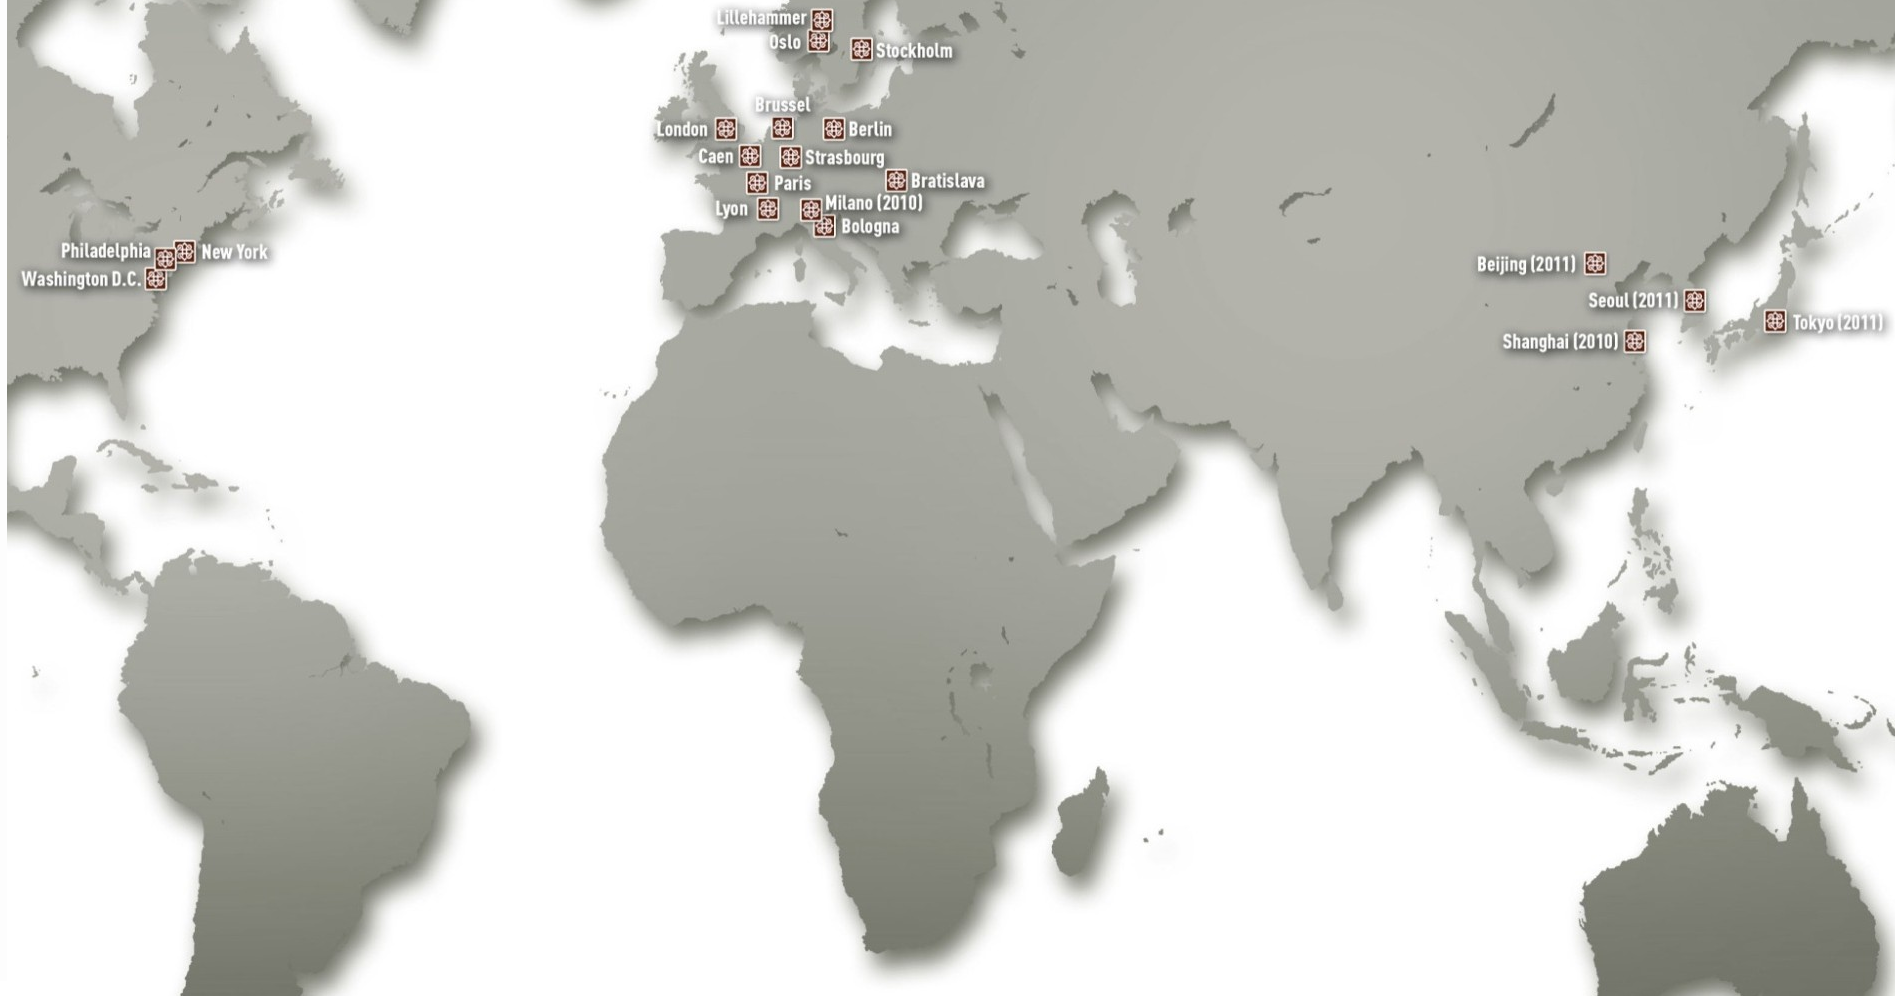 Lillehammer
Oslo
Stockholm
Brussel
London
Berlin
Caen
Strasbourg
Paris
Bratislava
Lyon
Milano (2010)
Bologna
Philadelphia
New York
Washington D.C.
Beijing (2011)
Seoul (2011)
Tokyo (2011)
Shanghai (2010)